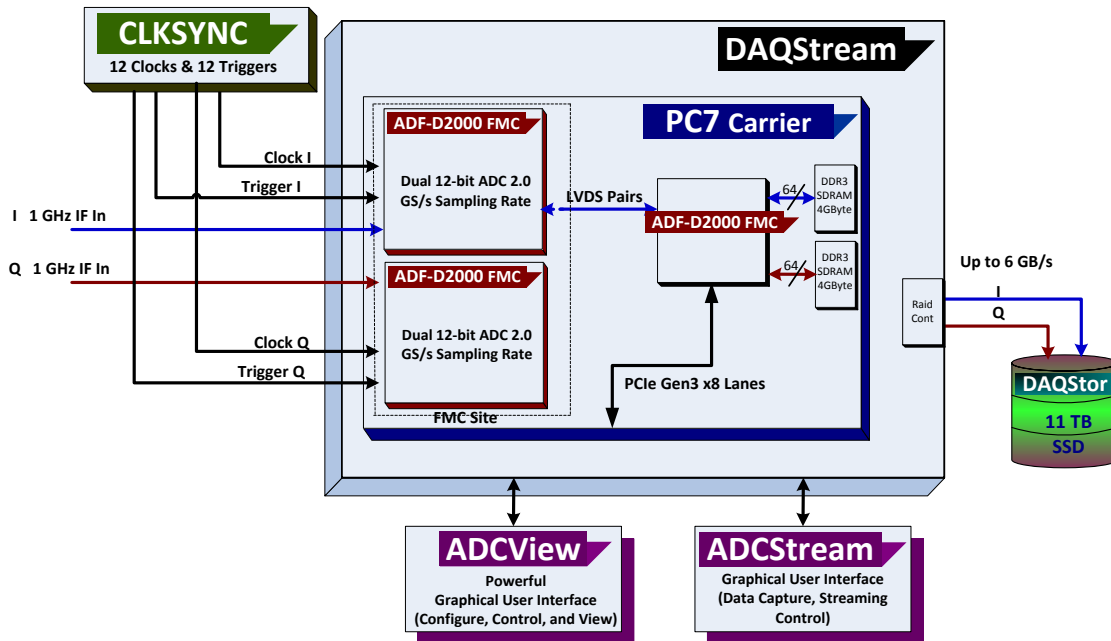 CLKSYNC
12 Clocks & 12 Triggers
DAQStream
PC7 Carrier
ADF-D2000 FMC
Dual 12-bit ADC 2.0
GS/s Sampling Rate
Clock I
Trigger I
I 1 GHz IF In
Q 1 GHz IF In
ADF-D2000 FMC
Dual 12-bit ADC 2.0
GS/s Sampling Rate
Clock Q
Trigger Q
FMC Site
LVDS Pairs
ADF-D2000 FMC
64
DDR3
SDRAM
4GByte
64
DDR3
SDRAM
4GByte
PCIe Gen3 x8 Lanes
Raid
Cont
Up to 6 GB/s
I
Q
DAQStor
11 TB
SSD
ADCView
Powerful
Graphical User Interface
(Configure, Control, and View)
ADCStream
Graphical User Interface
(Data Capture, Streaming
Control)